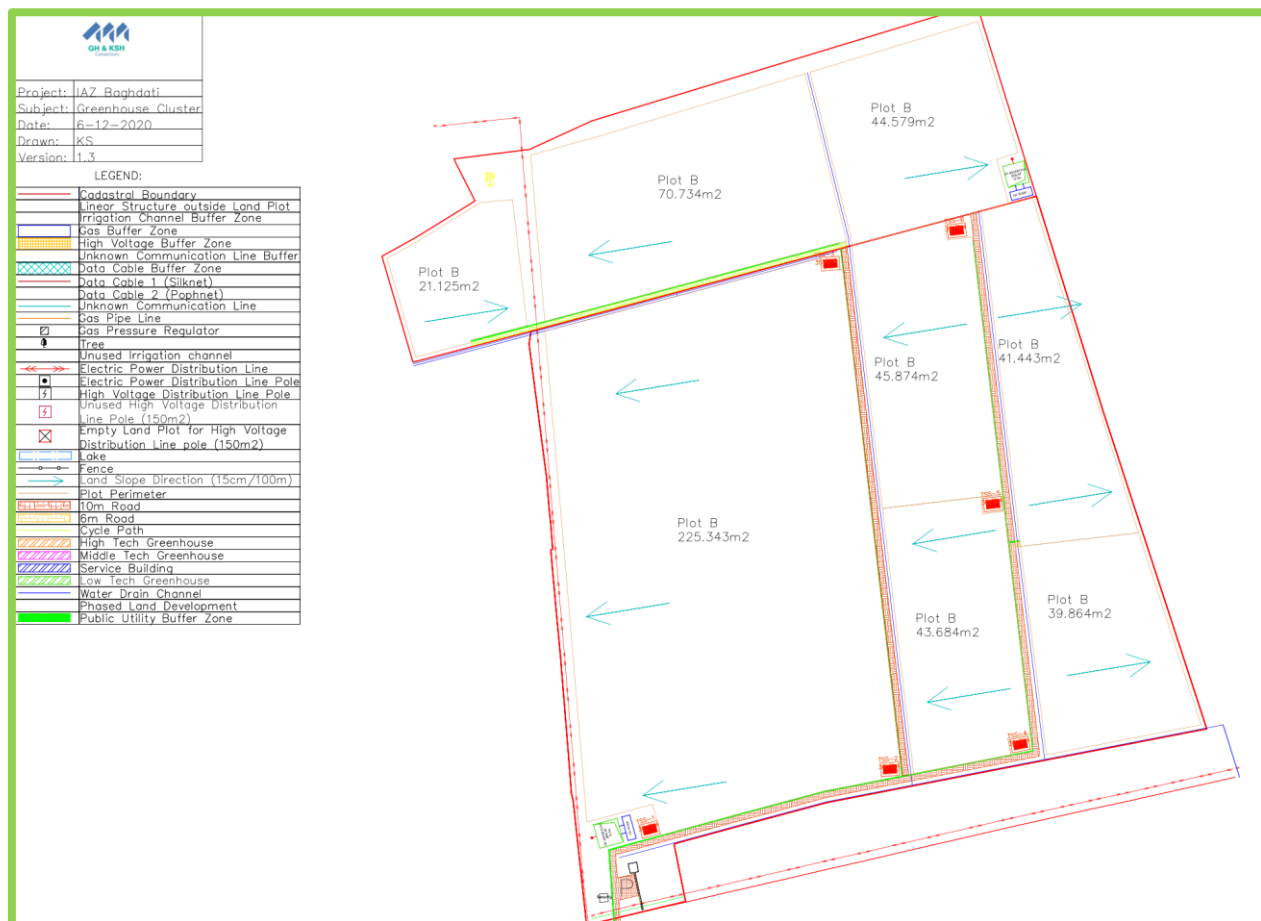 GH & KSH
Consortium
Project: IAZ Baghdati
Subject: Greenhouse Cluster
Date: 6-12-2020
Drawn: KS
Version: 1.3
LEGEND:
Cadastral Boundary
Linear Structure outside Land Plot
Irrigation Channel Buffer Zone
Gas Buffer Zone
High Voltage Buffer Zone
Unknown Communication Line Buffer
Data Cable Buffer Zone
Data Cable 1 (Silknet)
Data Cable 2 (Pophnet)
Unknown Communication Line
Gas Pipe Line
Gas Pressure Regulator
Tree
Unused Irrigation channel
Electric Power Distribution Line
Electric Power Distribution Line Pole
High Voltage Distribution Line Pole
Unused High Voltage Distribution
Line Pole (150m2)
Empty Land Plot for High Voltage
Distribution Line pole (150m2)
Lake
Fence
Land Slope Direction (15cm/100m)
Plot Perimeter
10m Road
6m Road
Cycle Path
High Tech Greenhouse
Middle Tech Greenhouse
Service Building
Low Tech Greenhouse
Water Drain Channel
Phased Land Development
Public Utility Buffer Zone
Plot B
44.579m2
Plot B
70.734m2
Plot B
21.125m2
Plot B
41.443m2
Plot B
45.874m2
Plot B
225.343m2
Plot B
39.864m2
Plot B
43.684m2